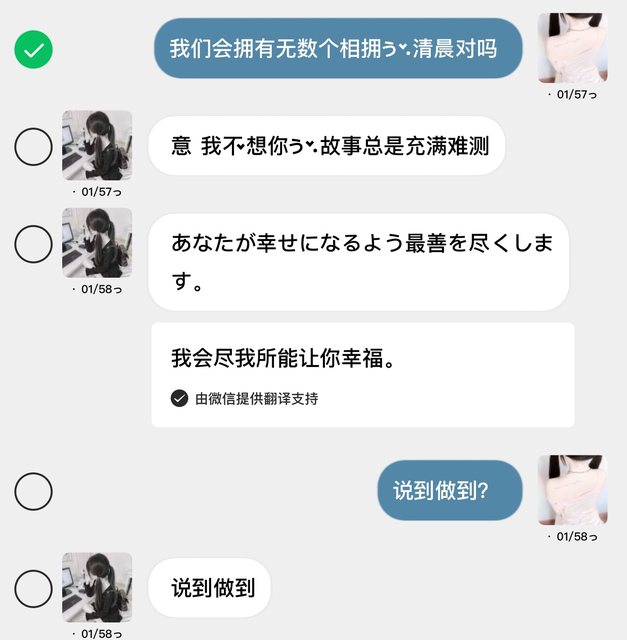 我们会拥有无数个相拥う❤︎.清晨对吗
· 01/57っ
意 我不❤︎想你う❤︎.故事总是充满难测
· 01/57っ
あなたが幸せになるよう最善を尽くしま
す。
· 01/58っ
我会尽我所能让你幸福。
由微信提供翻译支持
说到做到?
· 01/58っ
说到做到
· 01/58っ